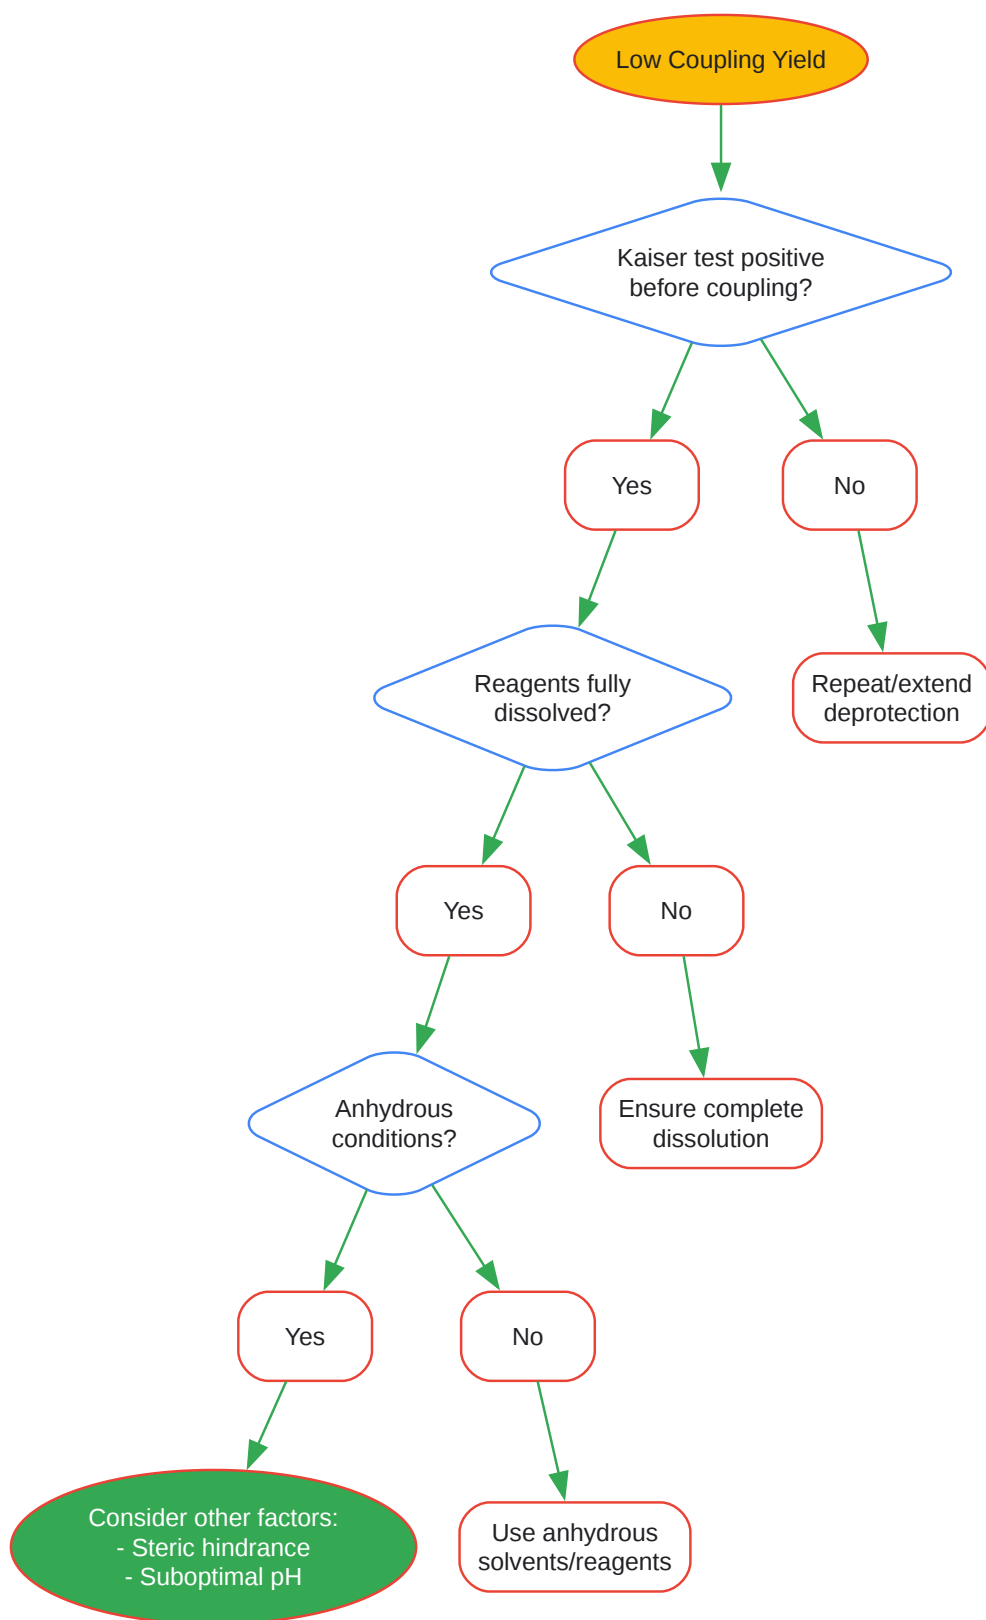 Low Coupling Yield
Kaiser test positive
before coupling?
Yes
No
Reagents fully
dissolved?
Repeat/extend
deprotection
Yes
No
Anhydrous
conditions?
Ensure complete
dissolution
Yes
No
Consider other factors:
- Steric hindrance
- Suboptimal pH
Use anhydrous
solvents/reagents